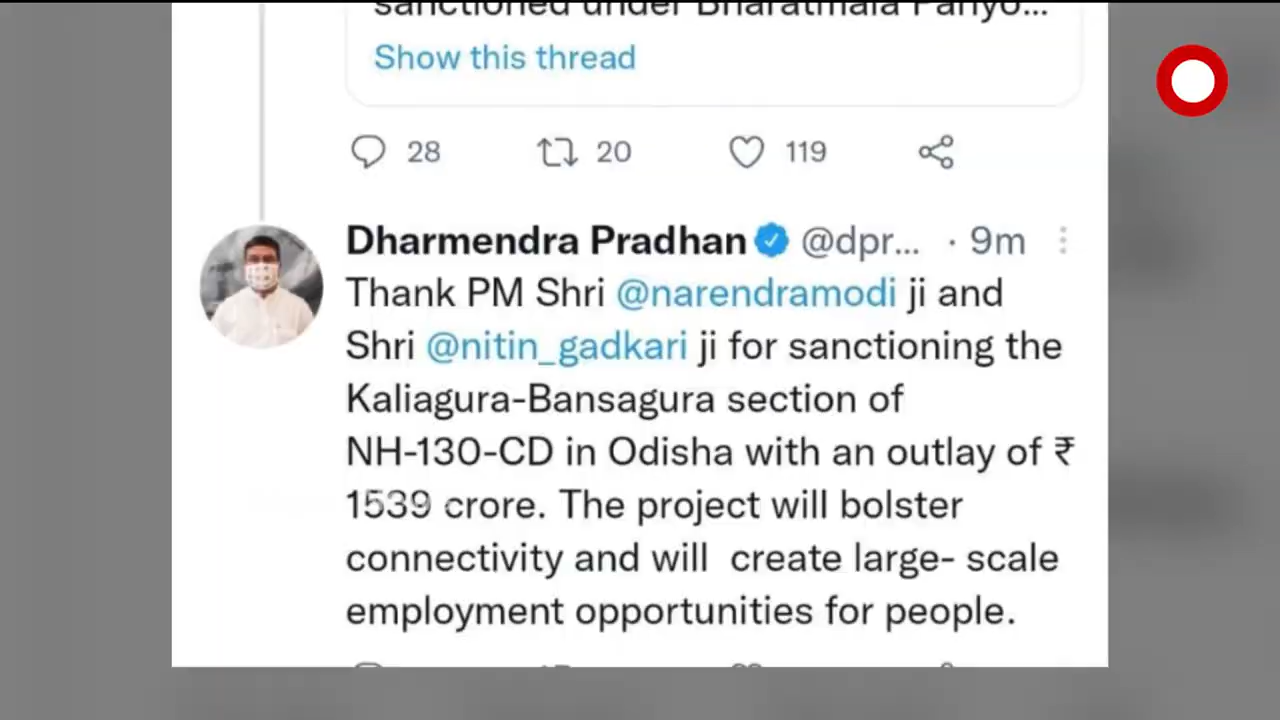 sanctioned under Bharatmala Pariyo...
Show this thread
28 20 119
Dharmendra Pradhan @dpr... · 9m
Thank PM Shri @narendramodi ji and
Shri @nitin_gadkari ji for sanctioning the
Kaliagura-Bansagura section of
NH-130-CD in Odisha with an outlay of ₹
1539 crore. The project will bolster
connectivity and will  create large- scale
employment opportunities for people.